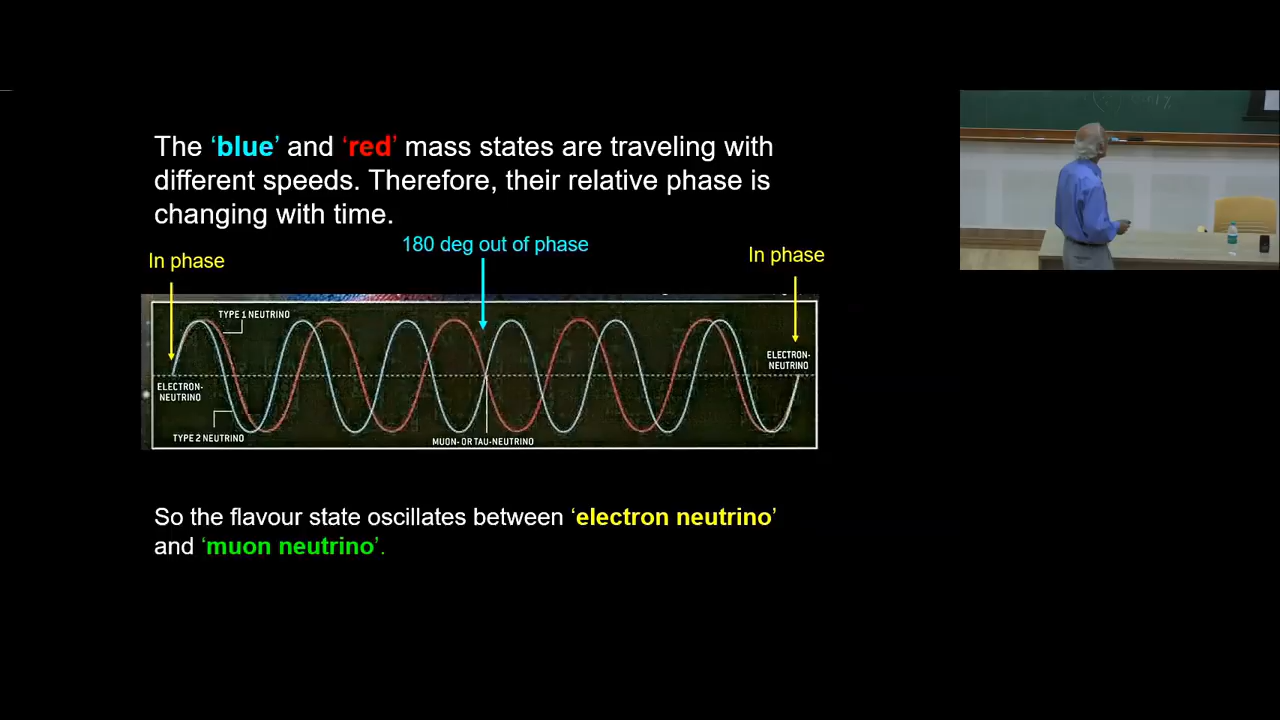 The ‘blue’ and ‘red’ mass states are traveling with
different speeds. Therefore, their relative phase is
changing with time.
180 deg out of phase
In phase
In phase
TYPE 1 NEUTRINO
ELECTRON-
NEUTRINO
ELECTRON-
NEUTRINO
TYPE 2 NEUTRINO
MUON- OR TAU-NEUTRINO
So the flavour state oscillates between ‘electron neutrino’
and ‘muon neutrino’.